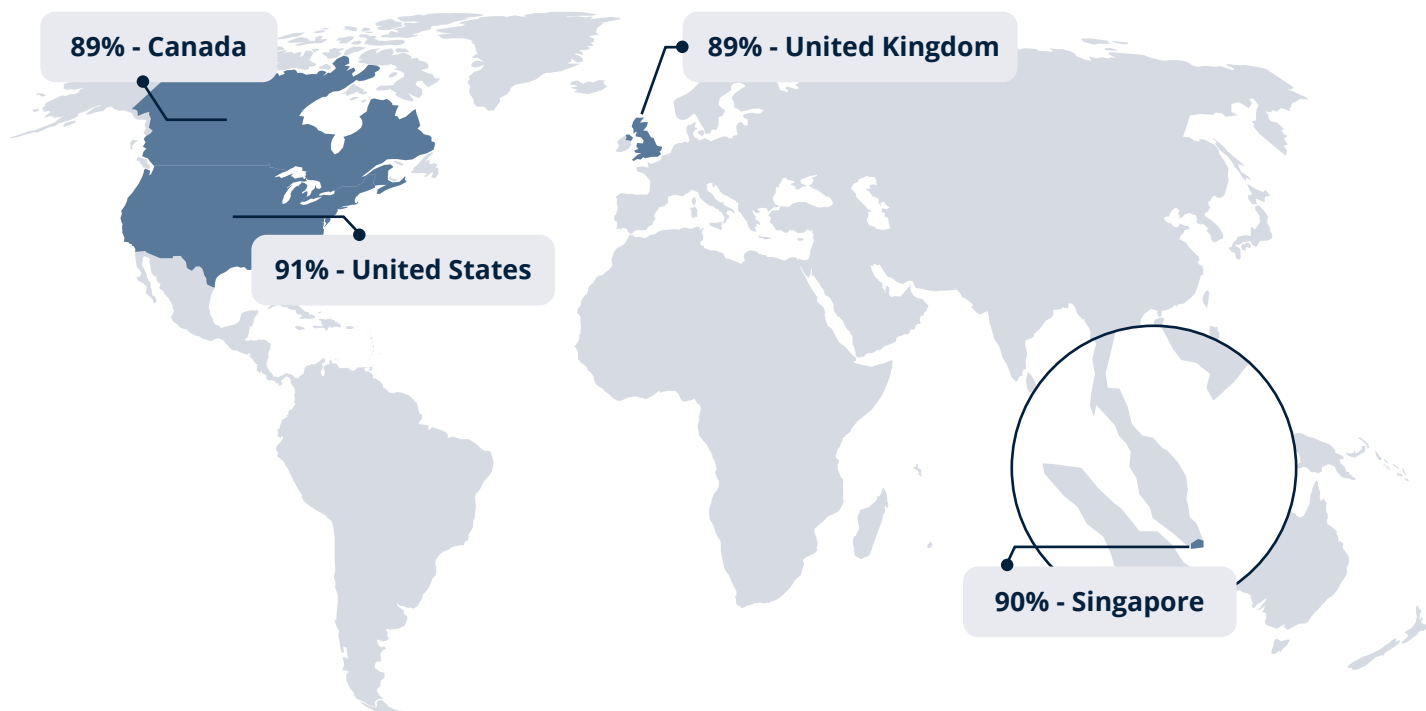 89% - Canada
89% - United Kingdom
91% - United States
90% - Singapore